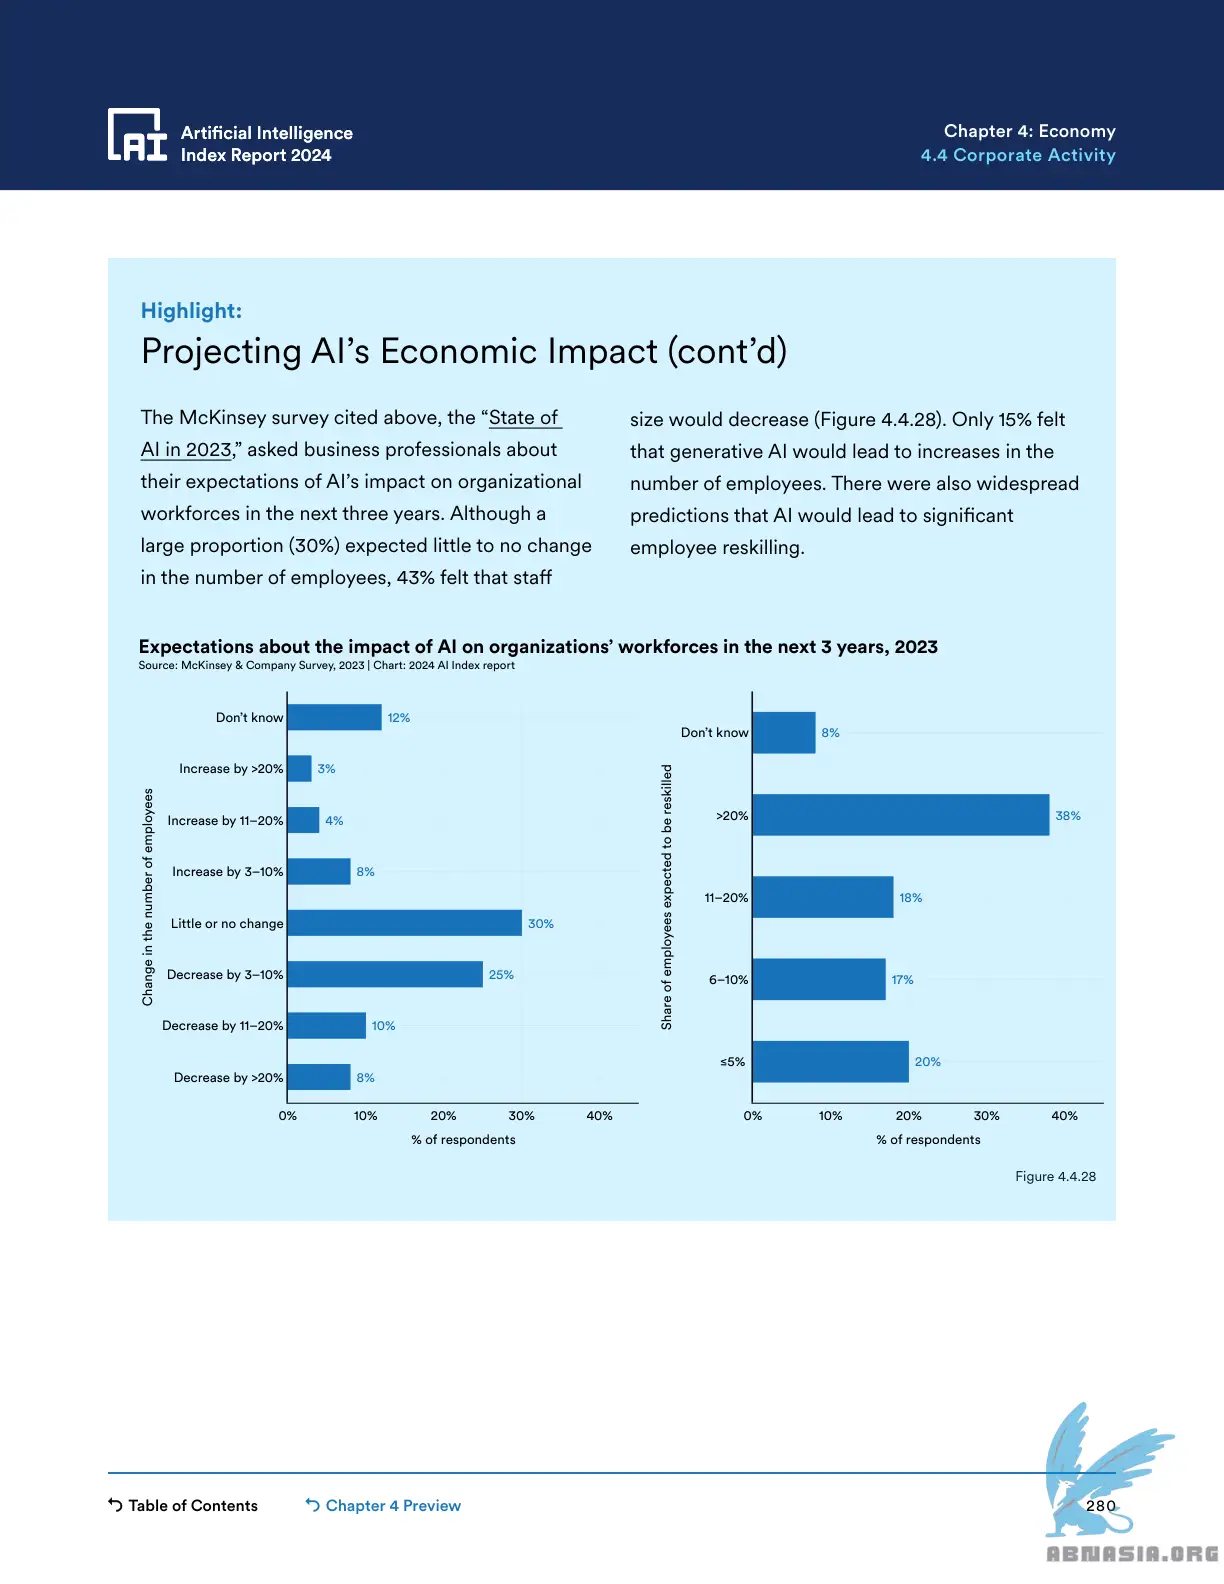 Artificial Intelligence
Index Report 2024
Chapter 4: Economy
4.4 Corporate Activity
Highlight:
Projecting AI’s Economic Impact (cont’d)
The McKinsey survey cited above, the “State of
AI in 2023,” asked business professionals about
their expectations of AI’s impact on organizational
workforces in the next three years. Although a
large proportion (30%) expected little to no change
in the number of employees, 43% felt that staff
size would decrease (Figure 4.4.28). Only 15% felt
that generative AI would lead to increases in the
number of employees. There were also widespread
predictions that AI would lead to significant
employee reskilling.
Expectations about the impact of AI on organizations’ workforces in the next 3 years, 2023
Source: McKinsey & Company Survey, 2023 | Chart: 2024 AI Index report
Change in the number of employees
Don’t know 12%
Increase by >20% 3%
Increase by 11–20% 4%
Increase by 3–10% 8%
Little or no change 30%
Decrease by 3–10% 25%
Decrease by 11–20% 10%
Decrease by >20% 8%
0% 10% 20% 30% 40%
% of respondents
Share of employees expected to be reskilled
Don’t know 8%
>20% 38%
11–20% 18%
6–10% 17%
≤5% 20%
0% 10% 20% 30% 40%
% of respondents
Figure 4.4.28
Table of Contents
Chapter 4 Preview
280
ABNASIA.ORG